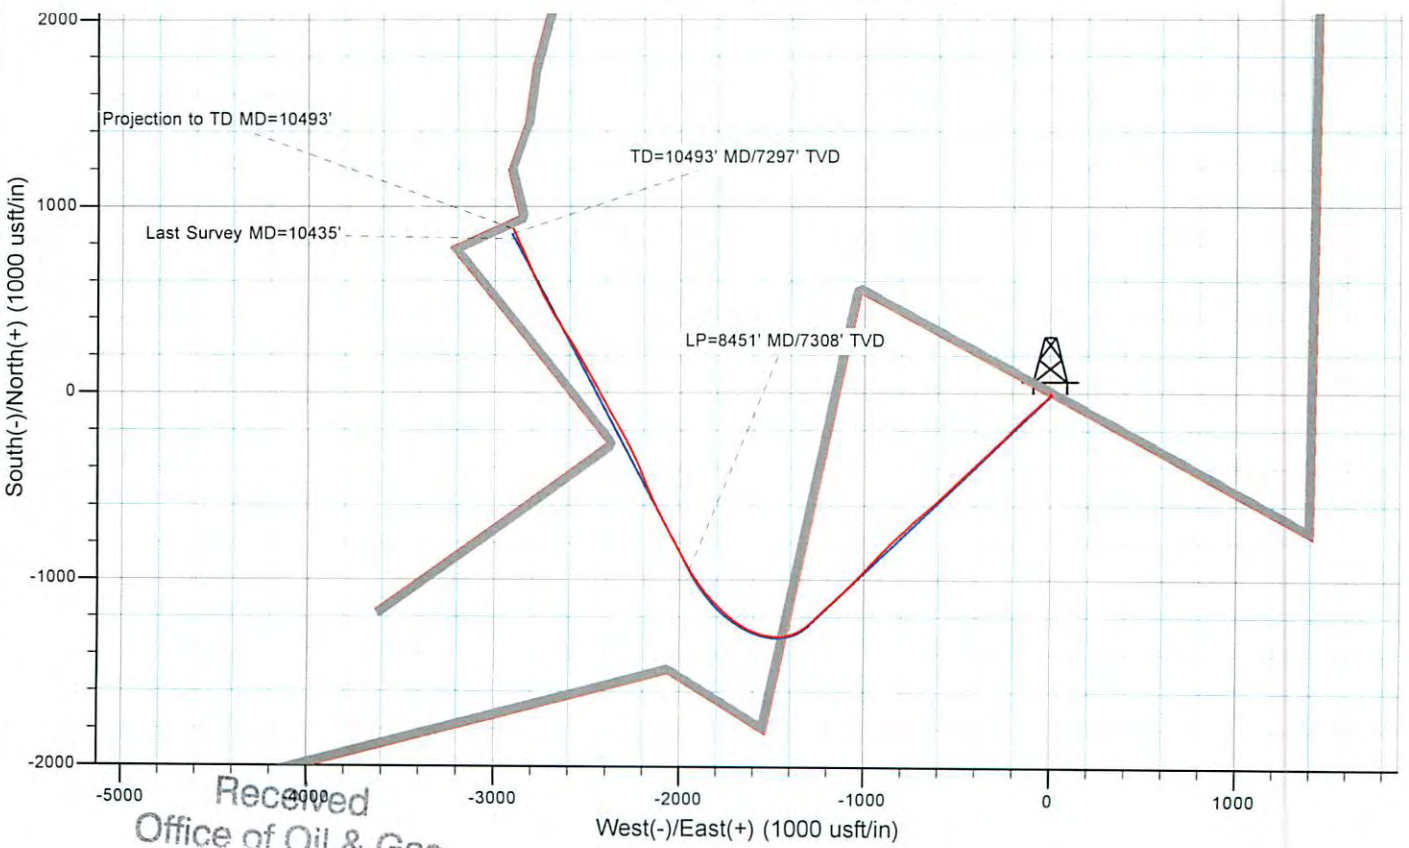 2000
Projection to TD MD=10493'
TD=10493' MD/7297' TVD
1000
Last Survey MD=10435'
LP=8451' MD/7308' TVD
0
-1000
-2000
South(-)/North(+) (1000 usft/in)
-5000 -4000 -3000 -2000 -1000 0 1000
West(-)/East(+) (1000 usft/in)
Received
Office of Oil & Gas